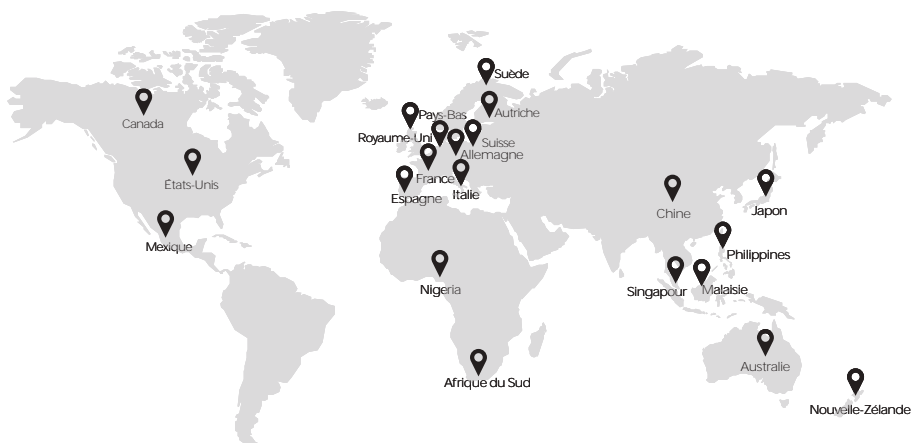 Suède
Canada
Pays-Bas
Autriche
Royaume-Uni
Suisse
Allemagne
France
États-Unis
Italie
Espagne
Chine
Japon
Mexique
Philippines
Nigeria
Singapour
Malaisie
Australie
Afrique du Sud
Nouvelle-Zélande